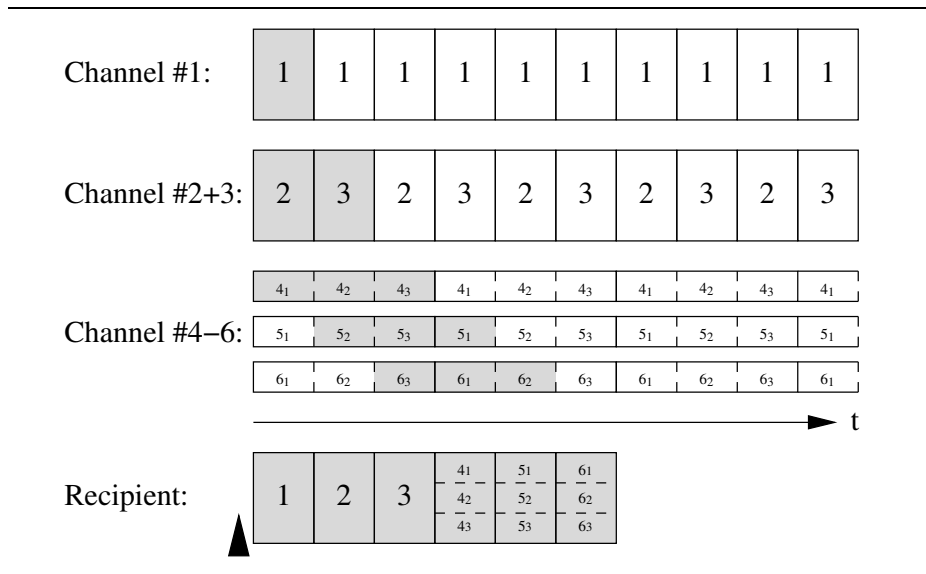 Channel #1: 1 1 1 1 1 1 1 1 1 1
Channel #2+3: 2 3 2 3 2 3 2 3 2 3
4₁ 4₂ 4₃ 4₁ 4₂ 4₃ 4₁ 4₂ 4₃ 4₁
Channel #4−6: 5₁ 5₂ 5₃ 5₁ 5₂ 5₃ 5₁ 5₂ 5₃ 5₁
6₁ 6₂ 6₃ 6₁ 6₂ 6₃ 6₁ 6₂ 6₃ 6₁
t
4₁ 5₁ 6₁
Recipient: 1 2 3 4₂ 5₂ 6₂
4₃ 5₃ 6₃